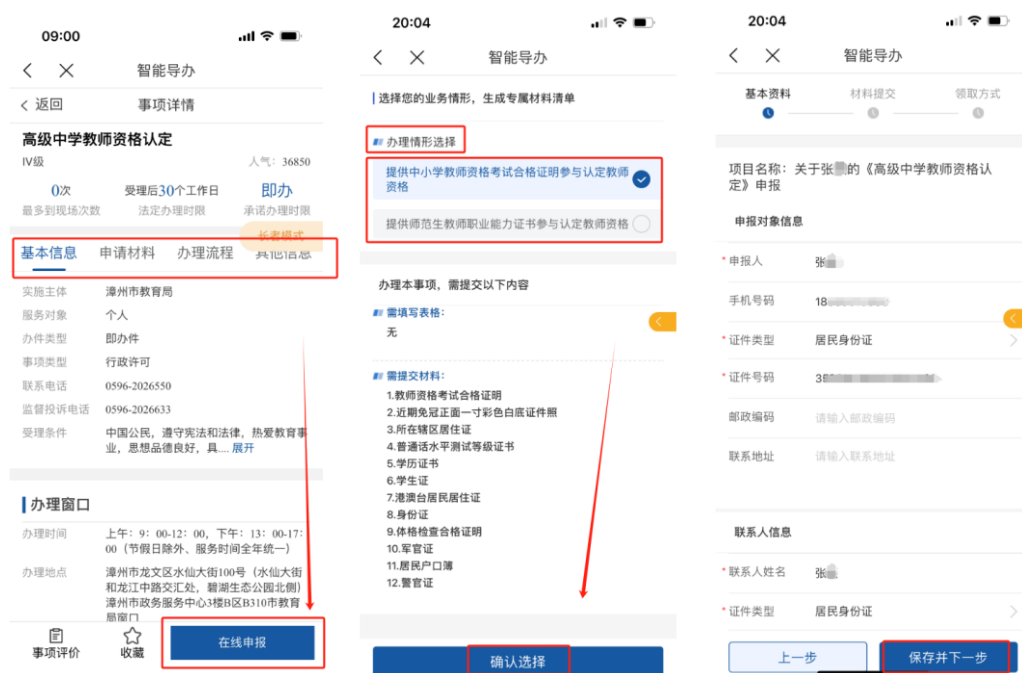 09:00
智能导办
返回
事项详情
高级中学教师资格认定
IV级
人气：36850
0次
受理后30个工作日
即办
最多到现场次数
法定办理时限
承诺办理时限
长者模式
基本信息
申请材料
办理流程
其他信息
实施主体
漳州市教育局
服务对象
个人
办件类型
即办件
事项类型
行政许可
联系电话
0596-2026550
监督投诉电话
0596-2026633
受理条件
中国公民，遵守宪法和法律，热爱教育事
业，思想品德良好，具.... 展开
办理窗口
办理时间
上午：9：00-12：00，下午：13：00-17：
00（节假日除外、服务时间全年统一）
办理地点
漳州市龙文区水仙大街100号（水仙大街
和龙江中路交汇处，碧湖生态公园北侧）
漳州市政务服务中心3楼B区B310市教育
局窗口
事项评价
收藏
在线申报
20:04
智能导办
选择您的业务情形，生成专属材料清单
办理情形选择
提供中小学教师资格考试合格证明参与认定教师
资格
提供师范生教师职业能力证书参与认定教师资格
办理本事项，需提交以下内容
需填写表格：
无
需提交材料：
1.教师资格考试合格证明
2.近期免冠正面一寸彩色白底证件照
3.所在辖区居住证
4.普通话水平测试等级证书
5.学历证书
6.学生证
7.港澳台居民居住证
8.身份证
9.体格检查合格证明
10.军官证
11.居民户口簿
12.警官证
确认选择
20:04
智能导办
基本资料
材料提交
领取方式
项目名称：关于张的《高级中学教师资格认
定》申报
申报对象信息
*申报人
张
手机号码
18
*证件类型
居民身份证
*证件号码
35
邮政编码
请输入邮政编码
联系地址
请输入联系地址
联系人信息
*联系人姓名
张
*证件类型
居民身份证
上一步
保存并下一步